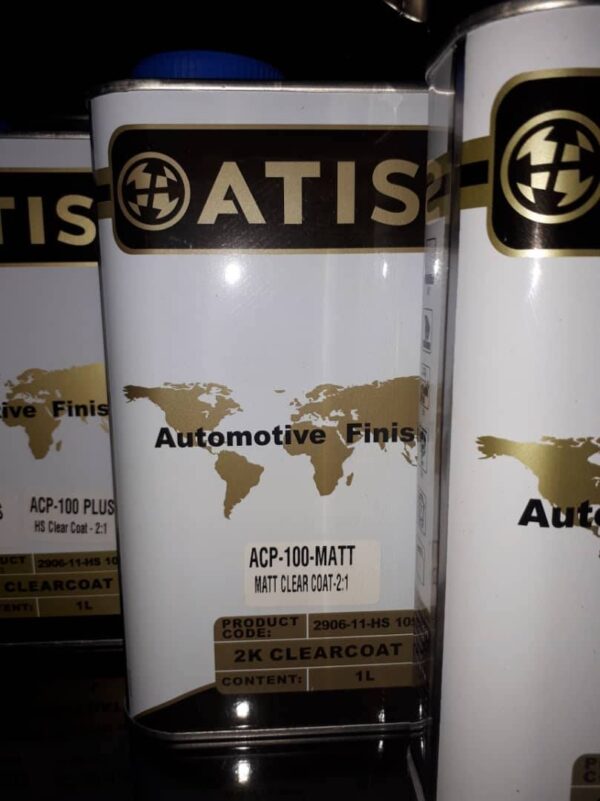 ATIS
Automotive Finis
ACP-100-MATT
MATT CLEAR COAT-2:1
PRODUCT CODE: 2906-11-HS 10
2K CLEARCOAT
CONTENT: 1L
TIS
ive Finis
ACP-100 PLUS
HS Clear Coat - 2:1
UCT 2906-11-HS 10
CLEARCOAT
TENT: 1L
Auto